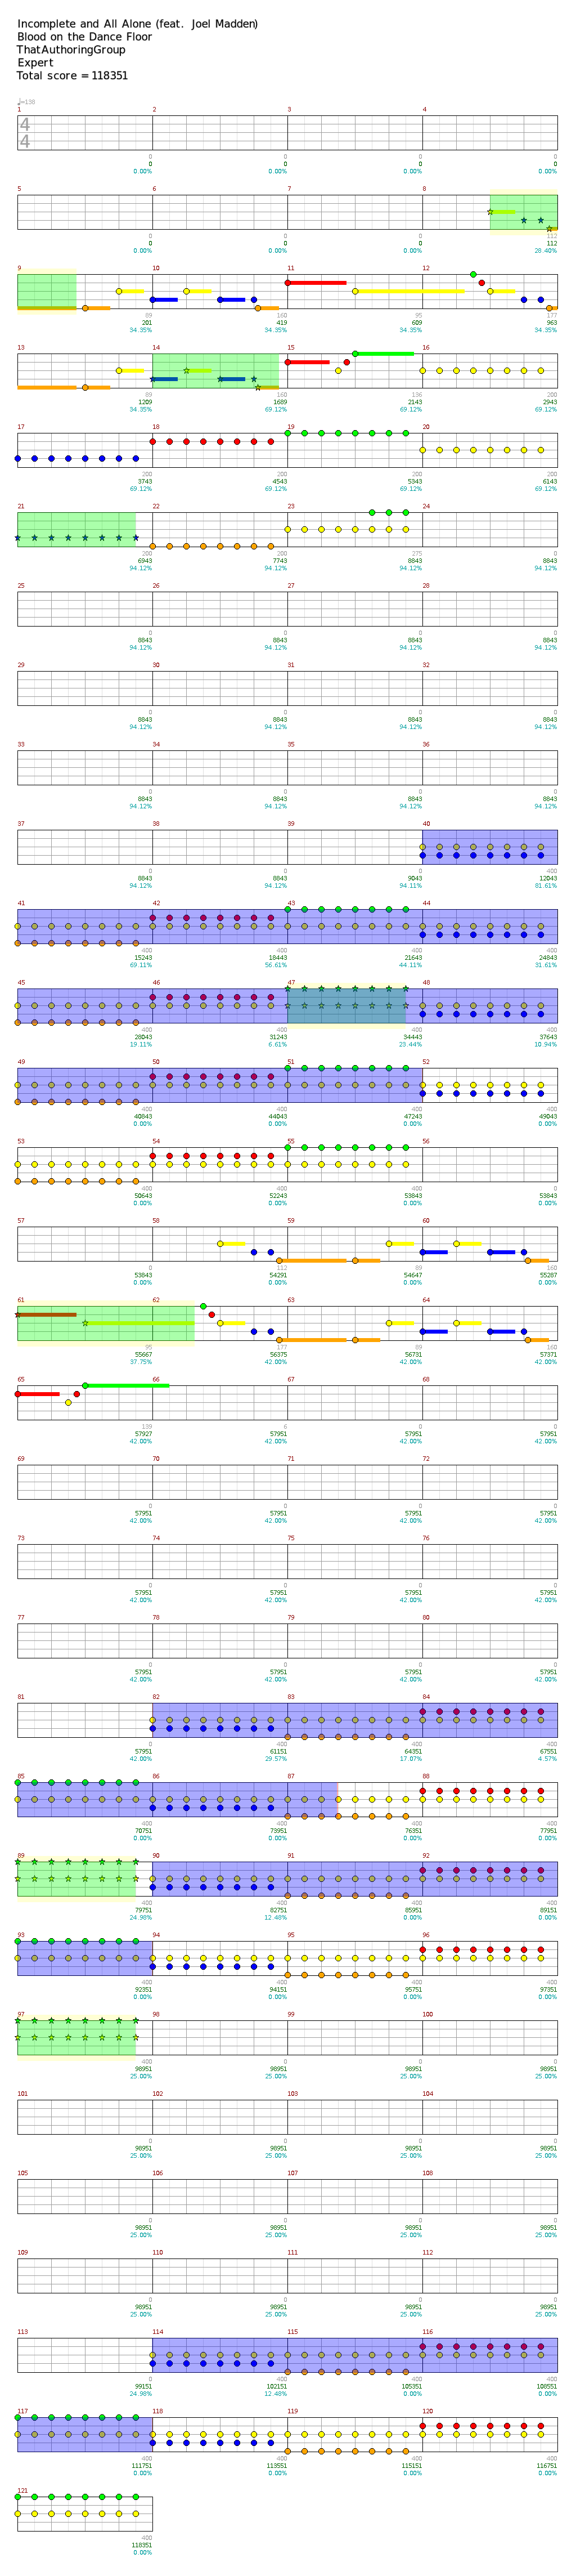 Incomplete and All Alone (feat. Joel Madden)
Blood on the Dance Floor
ThatAuthoringGroup
Expert
Total score = 118351
♩=138
1 2 3 4
4
4
0 0 0 0
0 0 0 0
0.00% 0.00% 0.00% 0.00%
5 6 7 8
0 0 0 112
0 0 0 112
0.00% 0.00% 0.00% 28.40%
9 10 11 12
89 160 95 177
201 419 609 963
34.35% 34.35% 34.35% 34.35%
13 14 15 16
89 160 136 200
1209 1689 2143 2943
34.35% 69.12% 69.12% 69.12%
17 18 19 20
200 200 200 200
3743 4543 5343 6143
69.12% 69.12% 69.12% 69.12%
21 22 23 24
200 200 275 0
6943 7743 8843 8843
94.12% 94.12% 94.12% 94.12%
25 26 27 28
0 0 0 0
8843 8843 8843 8843
94.12% 94.12% 94.12% 94.12%
29 30 31 32
0 0 0 0
8843 8843 8843 8843
94.12% 94.12% 94.12% 94.12%
33 34 35 36
0 0 0 0
8843 8843 8843 8843
94.12% 94.12% 94.12% 94.12%
37 38 39 40
0 0 0 400
8843 8843 9043 12043
94.12% 94.12% 94.11% 81.61%
41 42 43 44
400 400 400 400
15243 18443 21643 24843
69.11% 56.61% 44.11% 31.61%
45 46 47 48
400 400 400 400
28043 31243 34443 37643
19.11% 6.61% 23.44% 10.94%
49 50 51 52
400 400 400 400
40843 44043 47243 49043
0.00% 0.00% 0.00% 0.00%
53 54 55 56
400 400 400 0
50643 52243 53843 53843
0.00% 0.00% 0.00% 0.00%
57 58 59 60
0 112 89 160
53843 54291 54647 55287
0.00% 0.00% 0.00% 0.00%
61 62 63 64
95 177 89 160
55667 56375 56731 57371
37.75% 42.00% 42.00% 42.00%
65 66 67 68
139 6 0 0
57927 57951 57951 57951
42.00% 42.00% 42.00% 42.00%
69 70 71 72
0 0 0 0
57951 57951 57951 57951
42.00% 42.00% 42.00% 42.00%
73 74 75 76
0 0 0 0
57951 57951 57951 57951
42.00% 42.00% 42.00% 42.00%
77 78 79 80
0 0 0 0
57951 57951 57951 57951
42.00% 42.00% 42.00% 42.00%
81 82 83 84
0 400 400 400
57951 61151 64351 67551
42.00% 29.57% 17.07% 4.57%
85 86 87 88
400 400 400 400
70751 73951 76351 77951
0.00% 0.00% 0.00% 0.00%
89 90 91 92
400 400 400 400
79751 82751 85951 89151
24.98% 12.48% 0.00% 0.00%
93 94 95 96
400 400 400 400
92351 94151 95751 97351
0.00% 0.00% 0.00% 0.00%
97 98 99 100
400 0 0 0
98951 98951 98951 98951
25.00% 25.00% 25.00% 25.00%
101 102 103 104
0 0 0 0
98951 98951 98951 98951
25.00% 25.00% 25.00% 25.00%
105 106 107 108
0 0 0 0
98951 98951 98951 98951
25.00% 25.00% 25.00% 25.00%
109 110 111 112
0 0 0 0
98951 98951 98951 98951
25.00% 25.00% 25.00% 25.00%
113 114 115 116
0 400 400 400
99151 102151 105351 108551
24.98% 12.48% 0.00% 0.00%
117 118 119 120
400 400 400 400
111751 113551 115151 116751
0.00% 0.00% 0.00% 0.00%
121
400
118351
0.00%